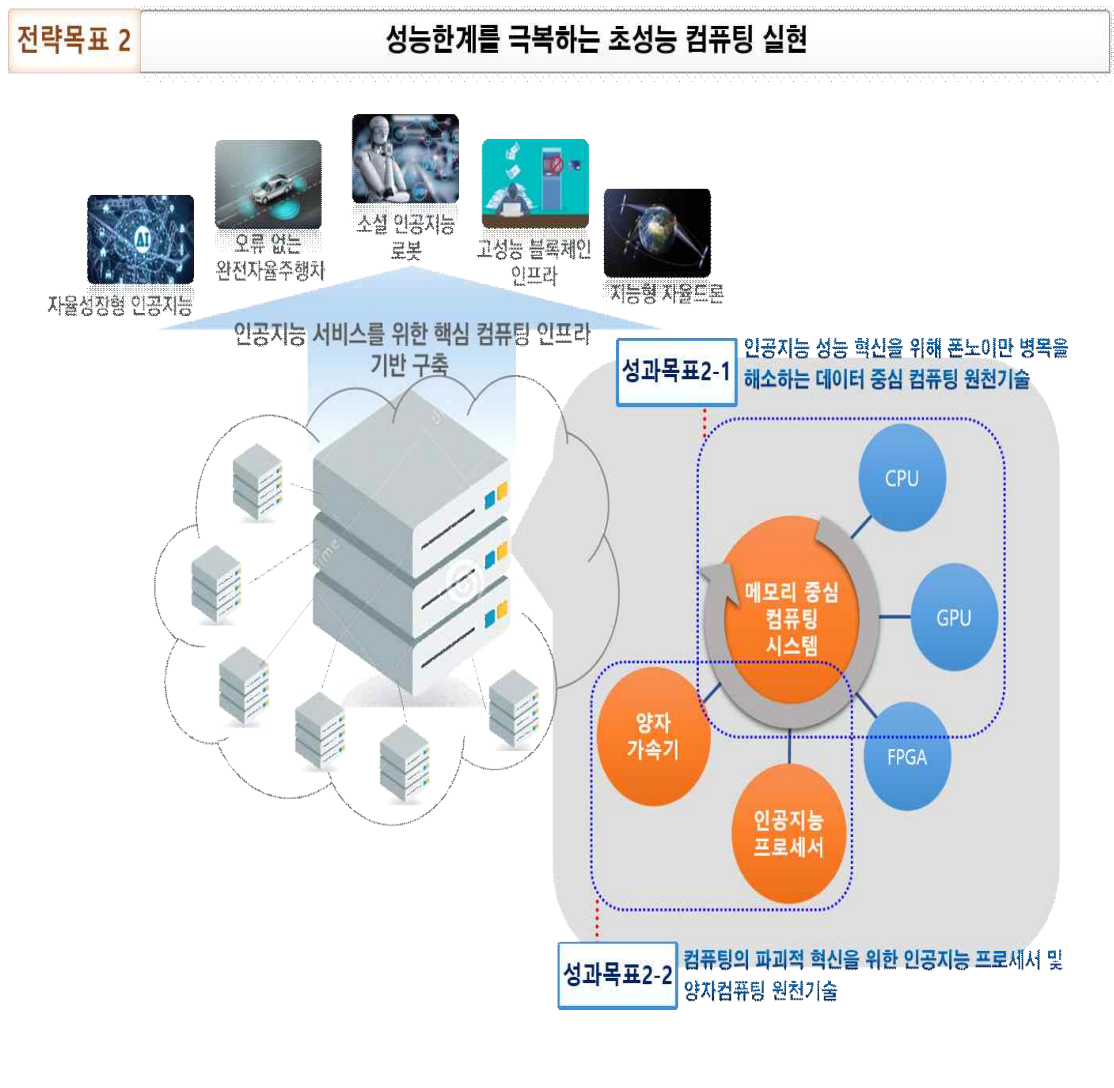 전략목표 2
성능한계를 극복하는 초성능 컴퓨팅 실현
AI
자율성장형 인공지능
오류 없는
완전자율주행차
소셜 인공지능
로봇
고성능 블록체인
인프라
지능형 자율드론
인공지능 서비스를 위한 핵심 컴퓨팅 인프라
기반 구축
성과목표2-1
인공지능 성능 혁신을 위해 폰노이만 병목을
해소하는 데이터 중심 컴퓨팅 원천기술
CPU
메모리 중심
컴퓨팅
시스템
GPU
양자
가속기
FPGA
인공지능
프로세서
성과목표2-2
컴퓨팅의 파괴적 혁신을 위한 인공지능 프로세서 및
양자컴퓨팅 원천기술